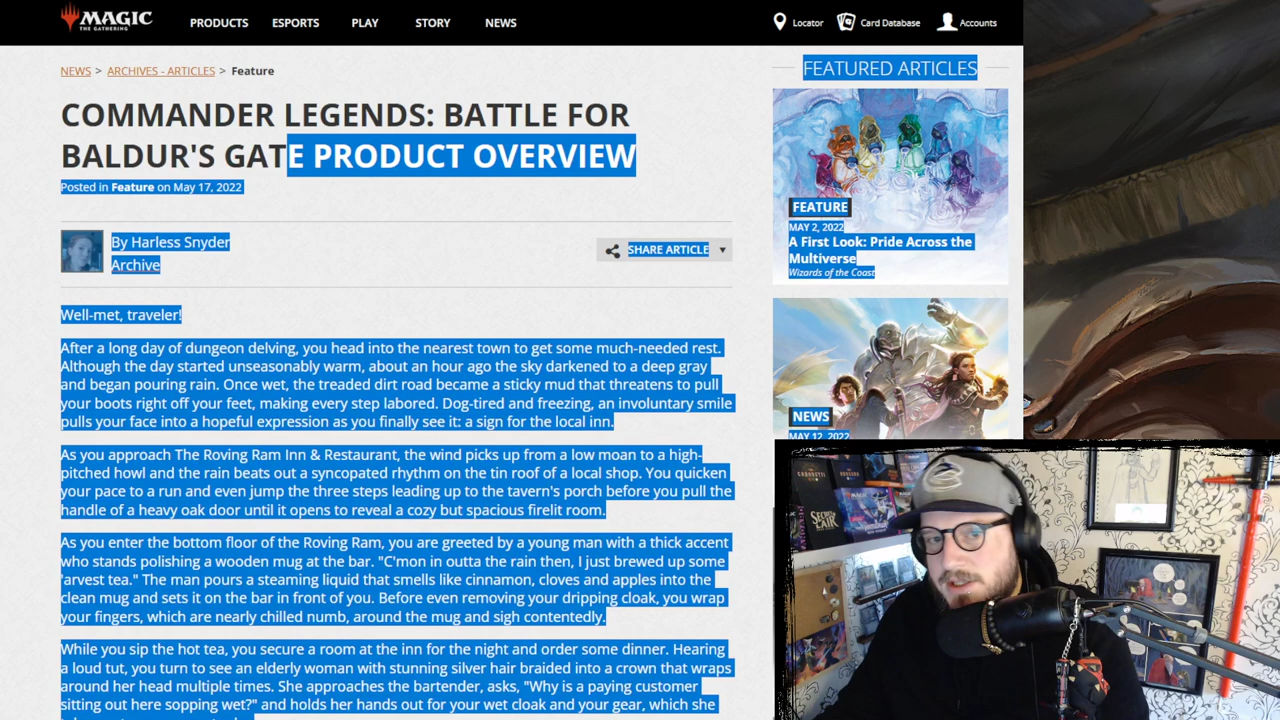 MAGIC
THE GATHERING
PRODUCTS ESPORTS PLAY STORY NEWS
Locator Card Database Accounts
NEWS > ARCHIVES - ARTICLES > Feature
COMMANDER LEGENDS: BATTLE FOR
BALDUR'S GATE PRODUCT OVERVIEW
Posted in Feature on May 17, 2022
By Harless Snyder
Archive
SHARE ARTICLE
Well-met, traveler!
After a long day of dungeon delving, you head into the nearest town to get some much-needed rest.
Although the day started unseasonably warm, about an hour ago the sky darkened to a deep gray
and began pouring rain. Once wet, the treaded dirt road became a sticky mud that threatens to pull
your boots right off your feet, making every step labored. Dog-tired and freezing, an involuntary smile
pulls your face into a hopeful expression as you finally see it: a sign for the local inn.
As you approach The Roving Ram Inn & Restaurant, the wind picks up from a low moan to a high-
pitched howl and the rain beats out a syncopated rhythm on the tin roof of a local shop. You quicken
your pace to a run and even jump the three steps leading up to the tavern's porch before you pull the
handle of a heavy oak door until it opens to reveal a cozy but spacious firelit room.
As you enter the bottom floor of the Roving Ram, you are greeted by a young man with a thick accent
who stands polishing a wooden mug at the bar. "C'mon in outta the rain then, I just brewed up some
'arvest tea." The man pours a steaming liquid that smells like cinnamon, cloves and apples into the
clean mug and sets it on the bar in front of you. Before even removing your dripping cloak, you wrap
your fingers, which are nearly chilled numb, around the mug and sigh contentedly.
While you sip the hot tea, you secure a room at the inn for the night and order some dinner. Hearing
a loud tut, you turn to see an elderly woman with stunning silver hair braided into a crown that wraps
around her head multiple times. She approaches the bartender, asks, "Why is a paying customer
sitting out here sopping wet?" and holds her hands out for your wet cloak and your gear, which she
FEATURED ARTICLES
FEATURE
MAY 2, 2022
A First Look: Pride Across the
Multiverse
Wizards of the Coast
NEWS
MAY 12, 2022
SECRET
LAIR